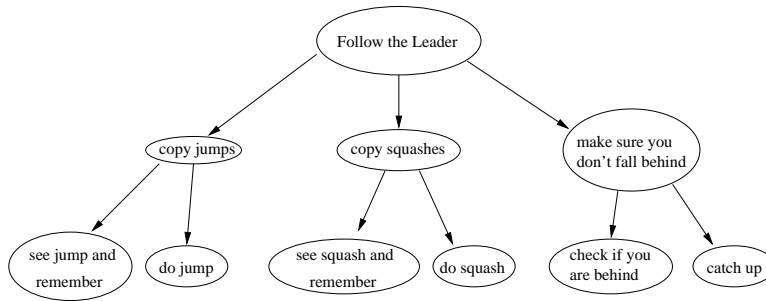 Follow the Leader
copy jumps
copy squashes
make sure you
don't fall behind
see jump and
remember
do jump
see squash and
remember
do squash
check if you
are behind
catch up